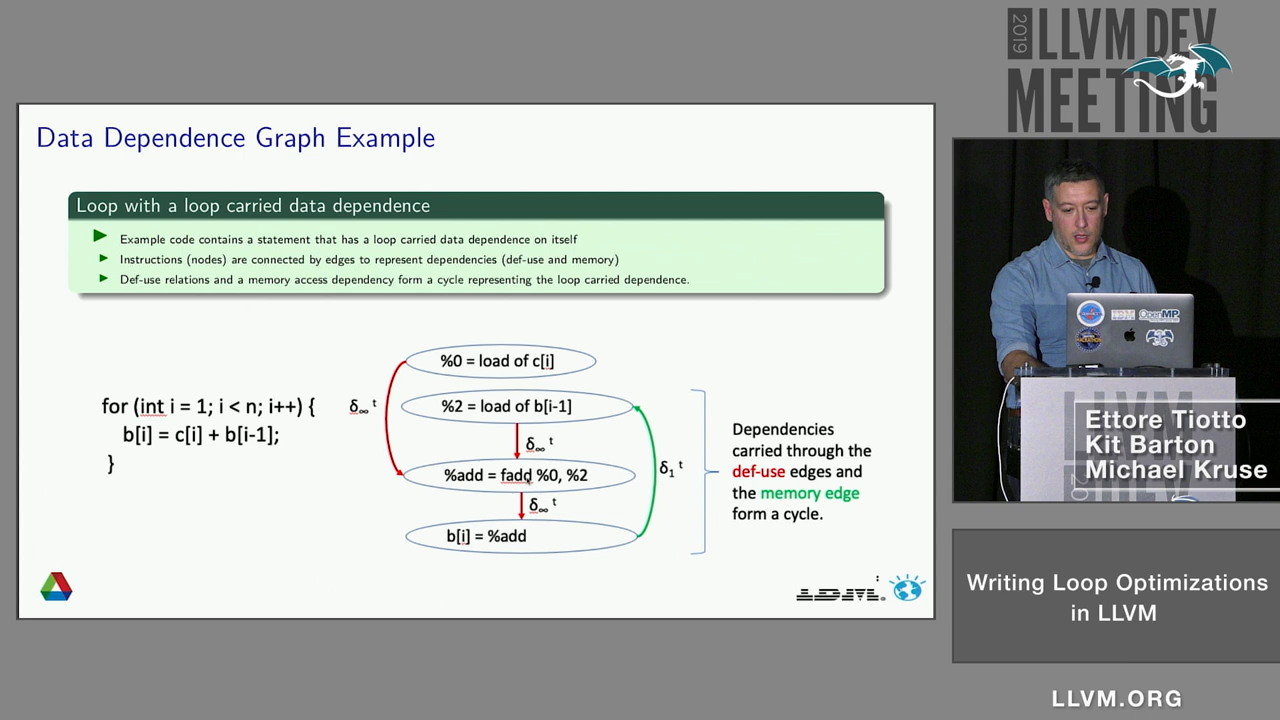 2019
LLVM DEV
MEETING
Data Dependence Graph Example
Loop with a loop carried data dependence
Example code contains a statement that has a loop carried data dependence on itself
Instructions (nodes) are connected by edges to represent dependencies (def-use and memory)
Def-use relations and a memory access dependency form a cycle representing the loop carried dependence.
for (int i = 1; i < n; i++) {
b[i] = c[i] + b[i-1];
}
%0 = load of c[i]
δ∞ t
%2 = load of b[i-1]
δ∞ t
%add = fadd %0, %2
δ∞ t
b[i] = %add
δ1 t
Dependencies
carried through the
def-use edges and
the memory edge
form a cycle.
IBM
OpenMP
Ettore Tiotto
Kit Barton
Michael Kruse
Writing Loop Optimizations
in LLVM
LLVM.ORG